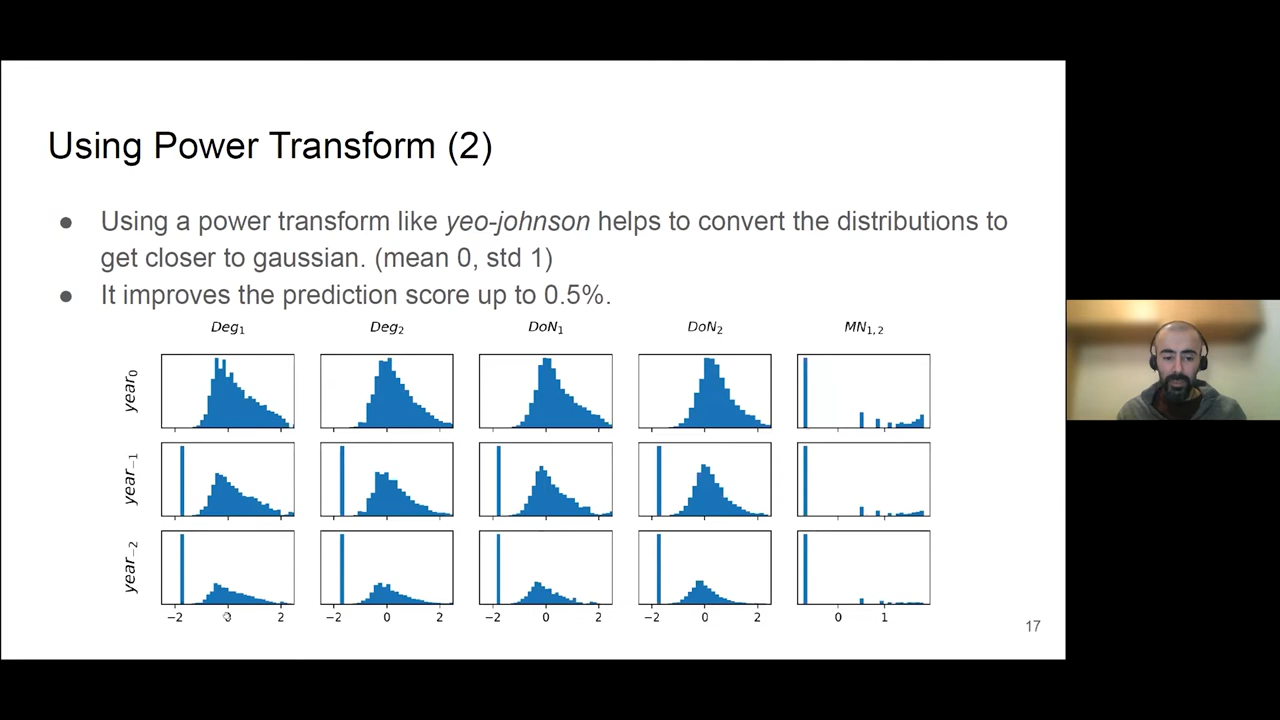 Using Power Transform (2)
● Using a power transform like yeo-johnson helps to convert the distributions to
get closer to gaussian. (mean 0, std 1)
● It improves the prediction score up to 0.5%.
Deg₁ Deg₂ DoN₁ DoN₂ MN₁,₂
year₀
year₋₁
year₋₂
−2 0 2 −2 0 2 −2 0 2 −2 0 2 0 1
17